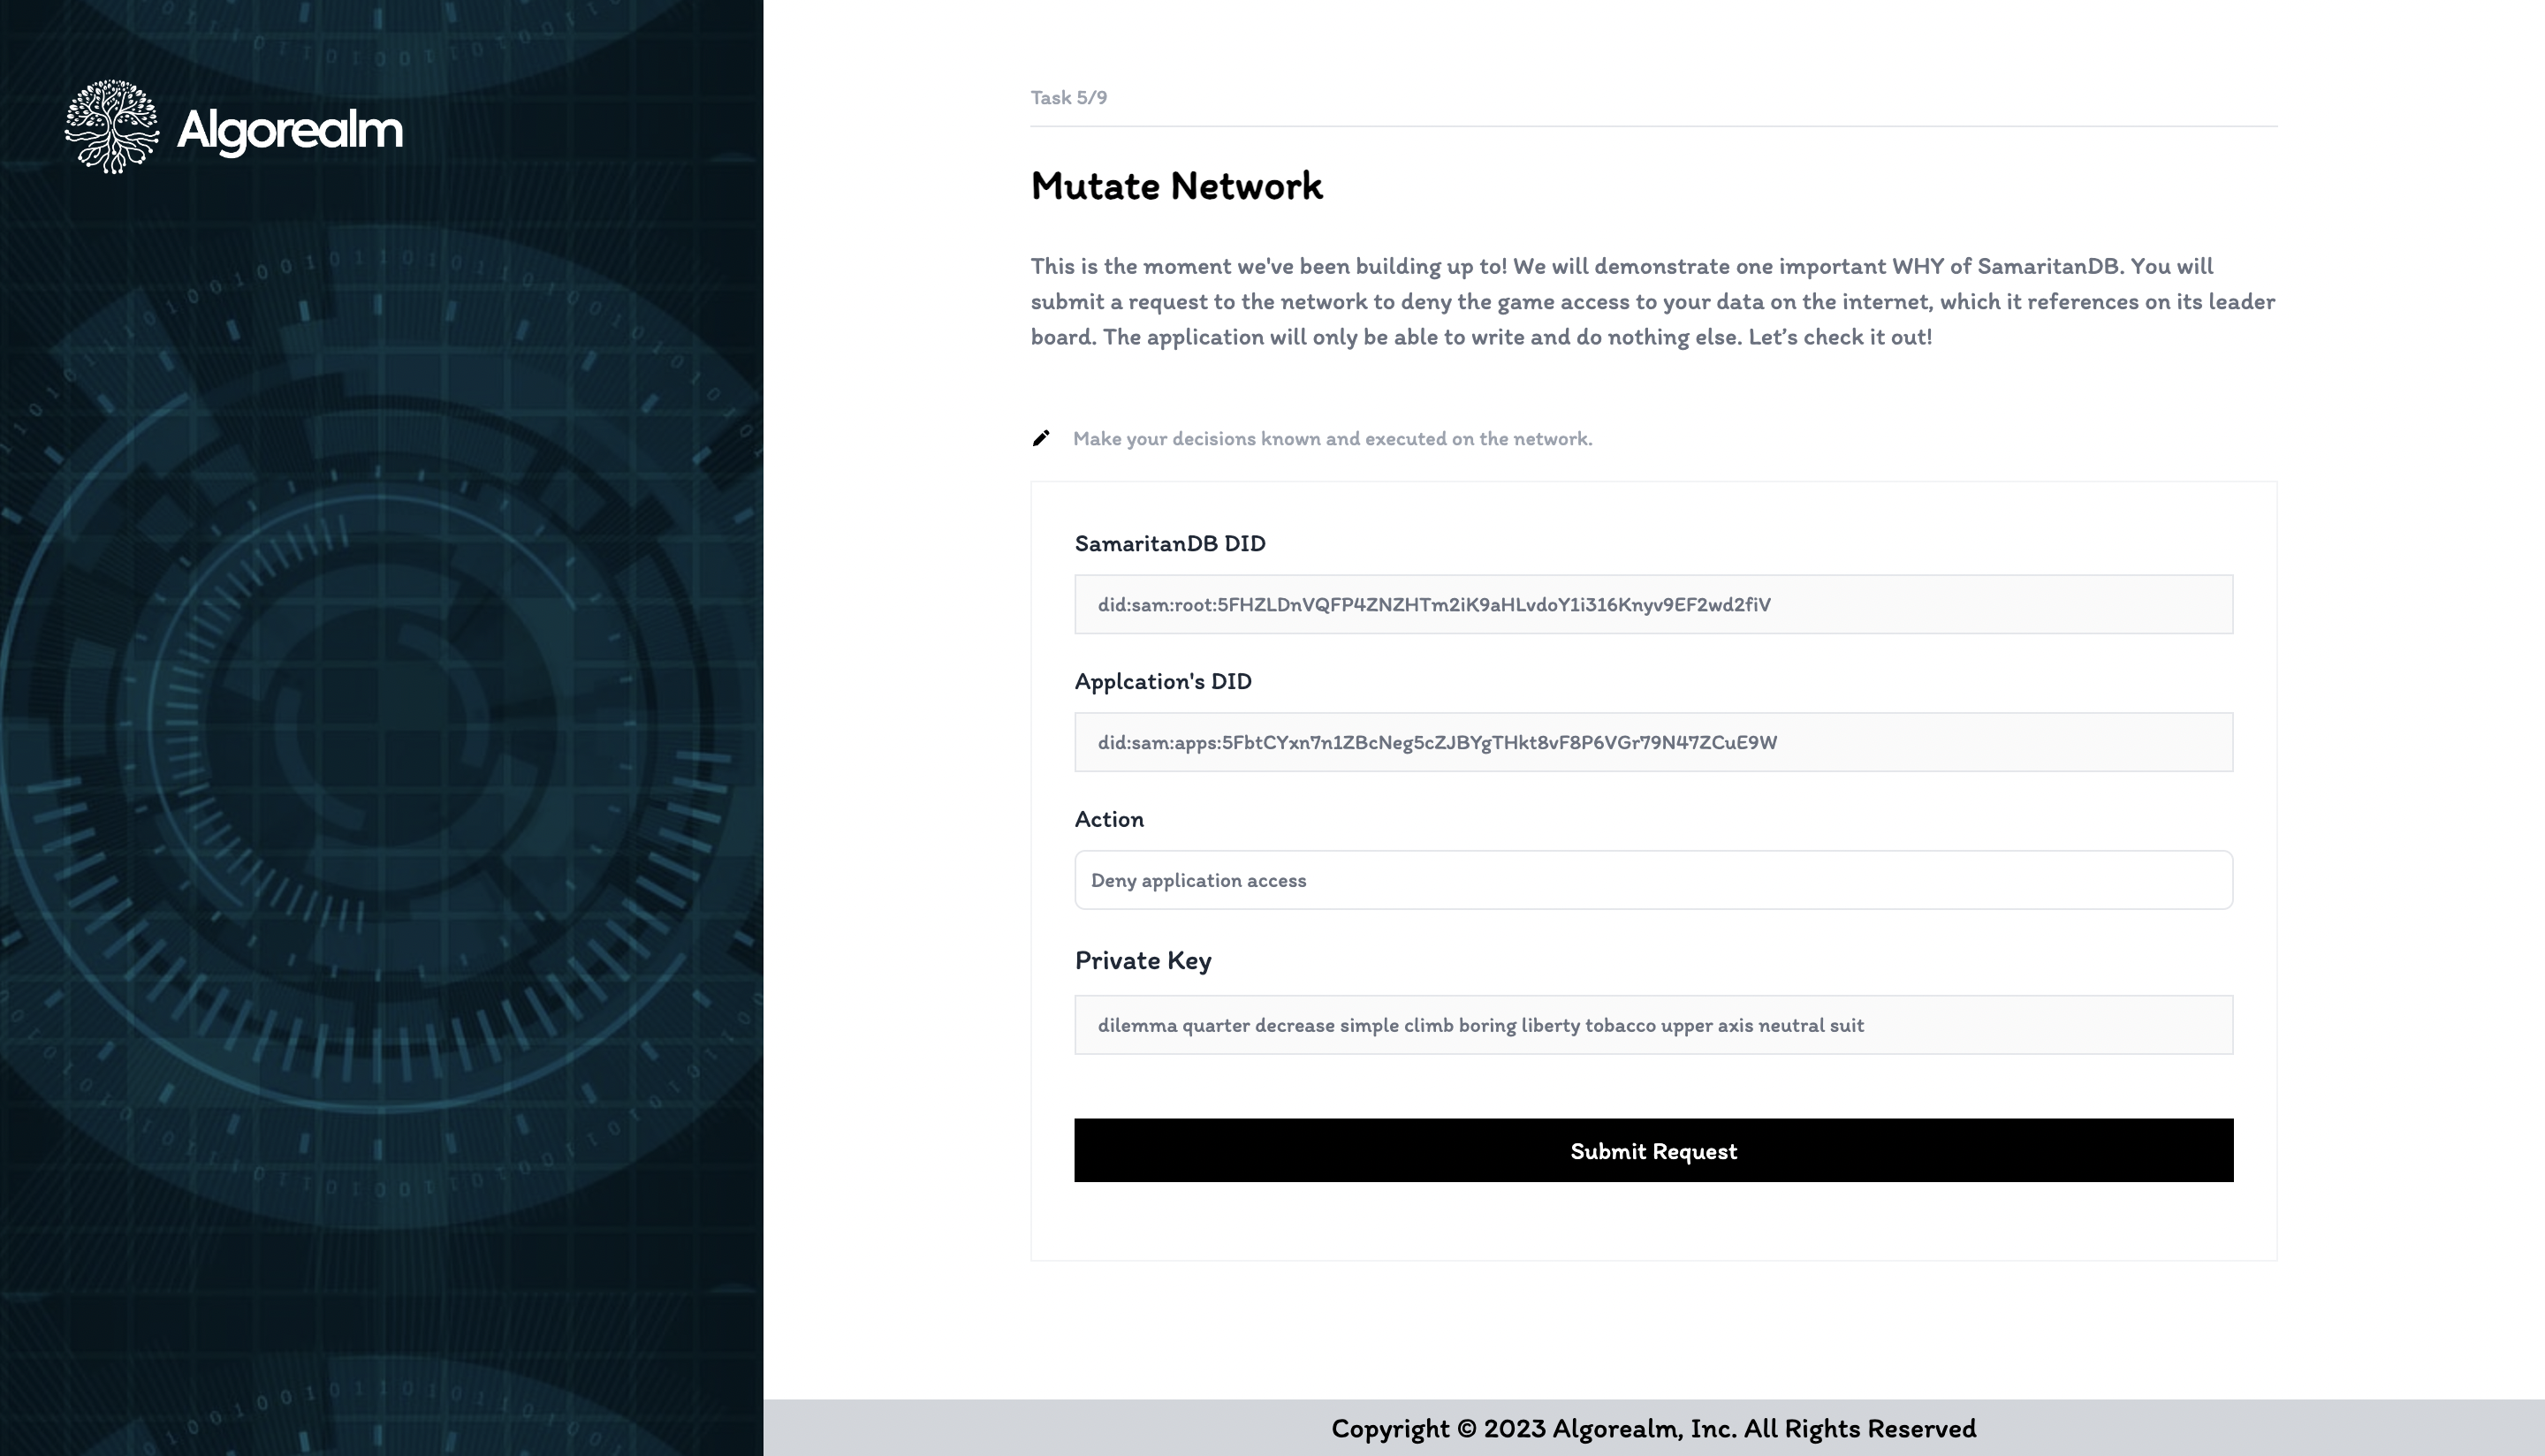 Algorealm
Task 5/9
Mutate Network
This is the moment we've been building up to! We will demonstrate one important WHY of SamaritanDB. You will
submit a request to the network to deny the game access to your data on the internet, which it references on its leader
board. The application will only be able to write and do nothing else. Let’s check it out!
Make your decisions known and executed on the network.
SamaritanDB DID
did:sam:root:5FHZLDnVQFP4ZNZHTm2iK9aHLvdoY1i316Knyv9EF2wd2fiV
Applcation's DID
did:sam:apps:5FbtCYxn7n1ZBcNeg5cZJBYgTHkt8vF8P6VGr79N47ZCuE9W
Action
Deny application access
Private Key
dilemma quarter decrease simple climb boring liberty tobacco upper axis neutral suit
Submit Request
Copyright © 2023 Algorealm, Inc. All Rights Reserved